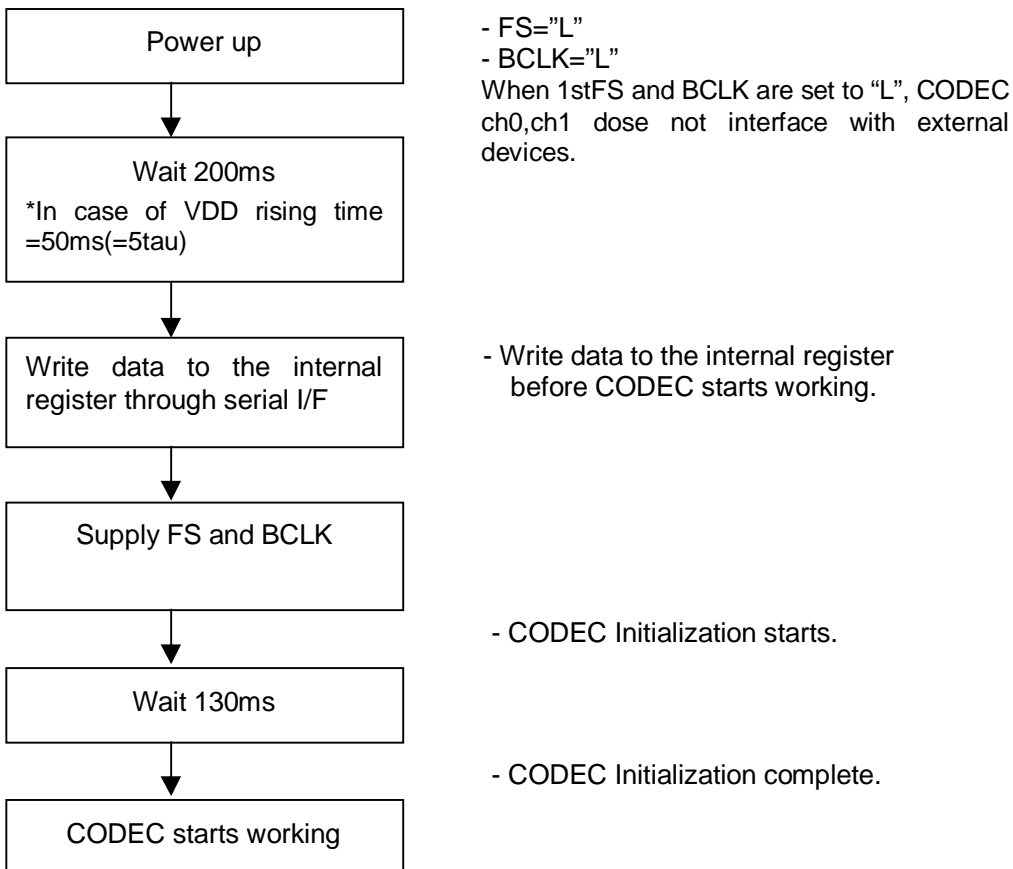 Power up
- FS=”L”
- BCLK=”L”
When 1stFS and BCLK are set to “L”, CODEC
ch0,ch1 dose not interface with external
devices.
Wait 200ms
*In case of VDD rising time
=50ms(=5tau)
Write data to the internal
register through serial I/F
- Write data to the internal register
before CODEC starts working.
Supply FS and BCLK
- CODEC Initialization starts.
Wait 130ms
- CODEC Initialization complete.
CODEC starts working